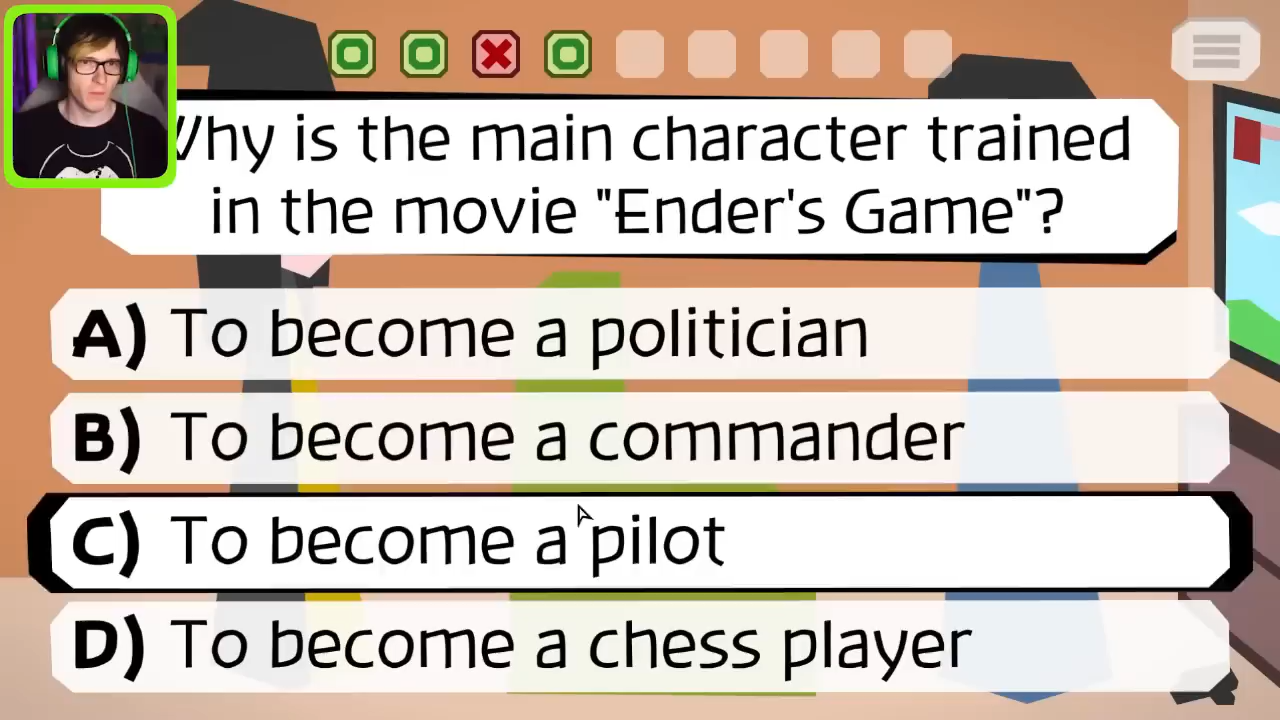 Why is the main character trained
in the movie "Ender's Game"?
A) To become a politician
B) To become a commander
C) To become a pilot
D) To become a chess player